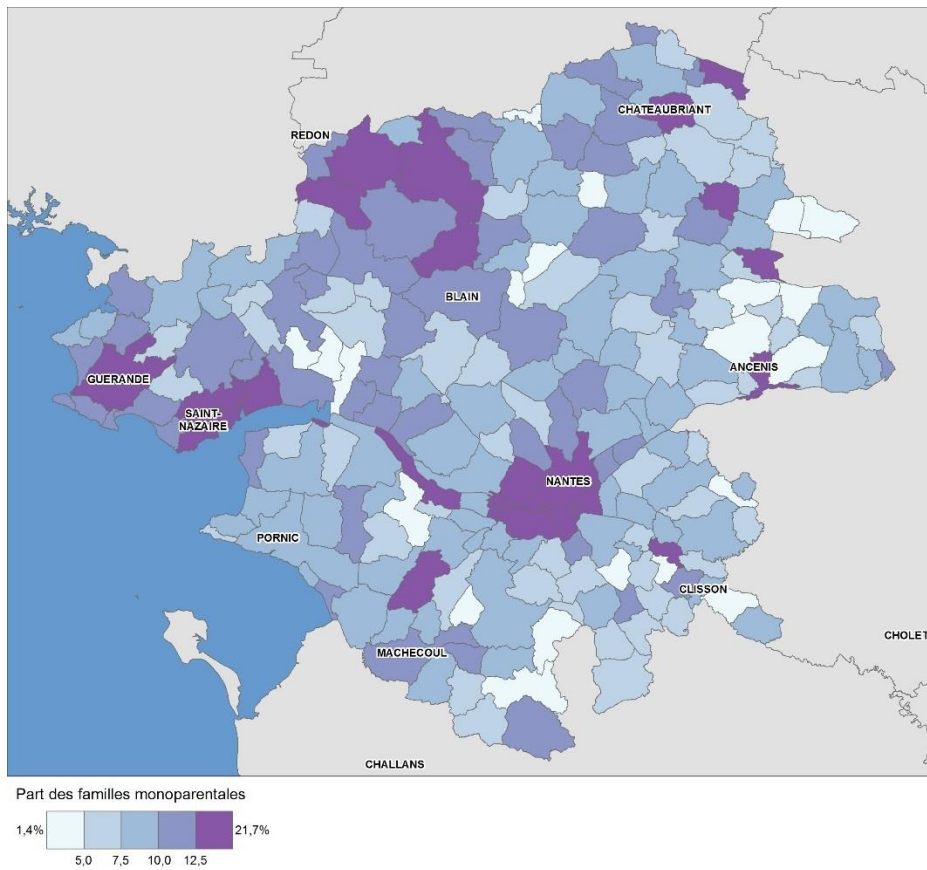 CHATEAUBRIANT
REDON
BLAIN
ANCENIS
GUERANDE
SAINT-
NAZAIRE
NANTES
PORNIC
CLISSON
CHOLET
MACHECOUL
CHALLANS
Part des familles monoparentales
1,4% 21,7%
5,0 7,5 10,0 12,5